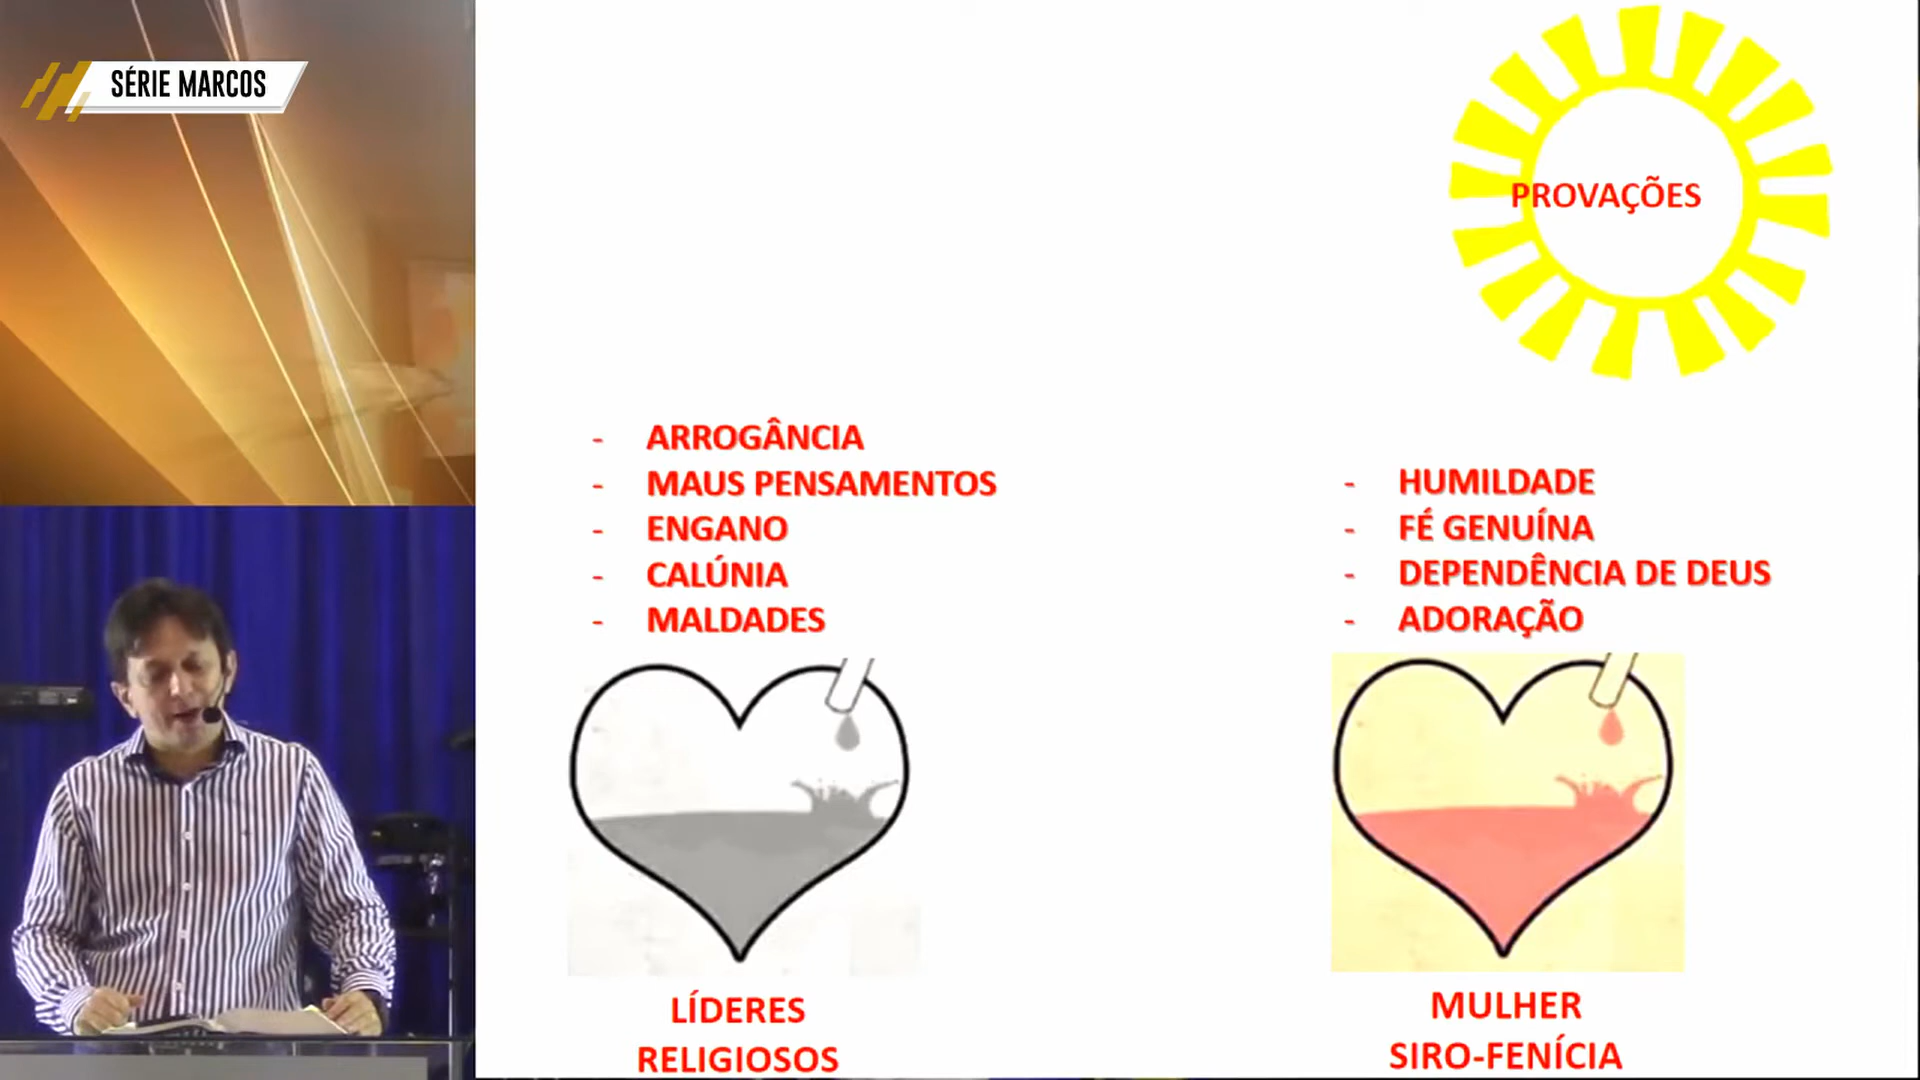 SÉRIE MARCOS
PROVAÇÕES
- ARROGÂNCIA
- MAUS PENSAMENTOS
- ENGANO
- CALÚNIA
- MALDADES
- HUMILDADE
- FÉ GENUÍNA
- DEPENDÊNCIA DE DEUS
- ADORAÇÃO
LÍDERES
RELIGIOSOS
MULHER
SIRO-FENÍCIA